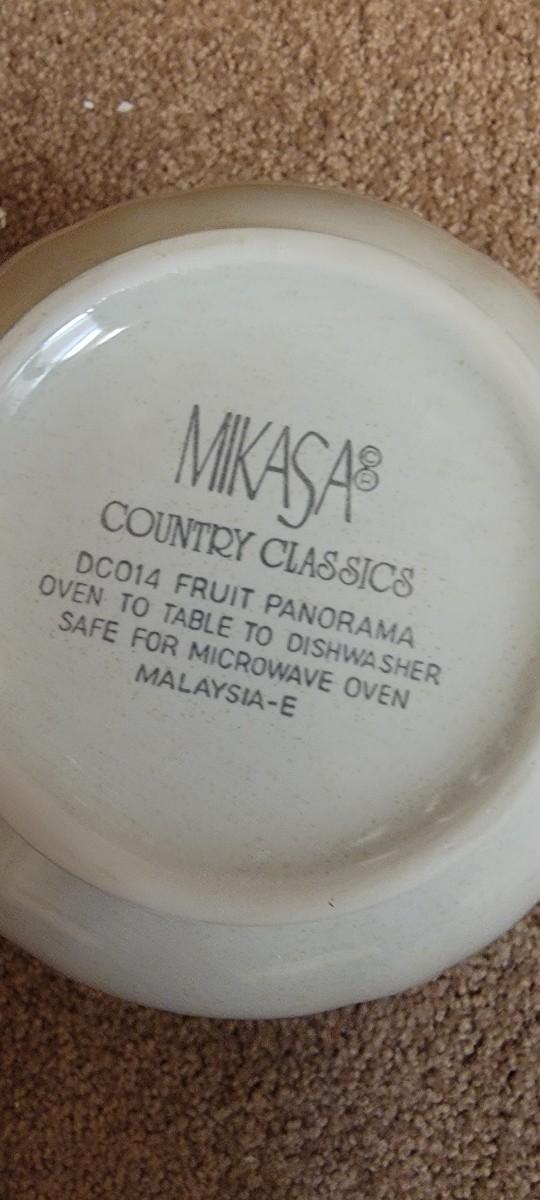 MIKASA©®
COUNTRY CLASSICS
DC014 FRUIT PANORAMA
OVEN TO TABLE TO DISHWASHER
SAFE FOR MICROWAVE OVEN
MALAYSIA-E